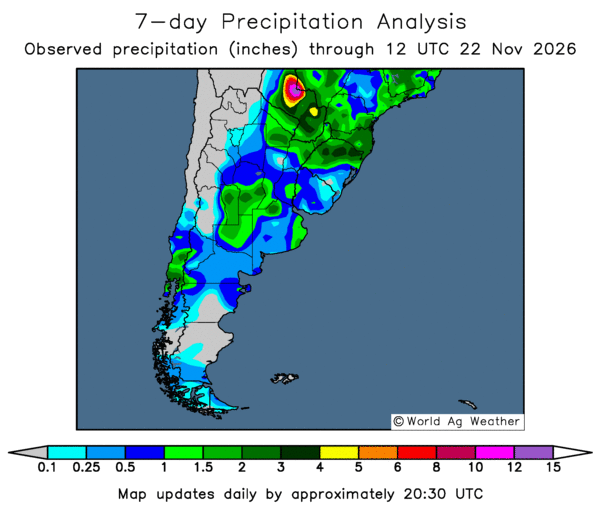 7-day Precipitation Analysis
Observed precipitation (inches) through 12 UTC 22 Nov 2026
© World Ag Weather
0.1 0.25 0.5 1 1.5 2 3 4 5 6 8 10 12 15
Map updates daily by approximately 20:30 UTC